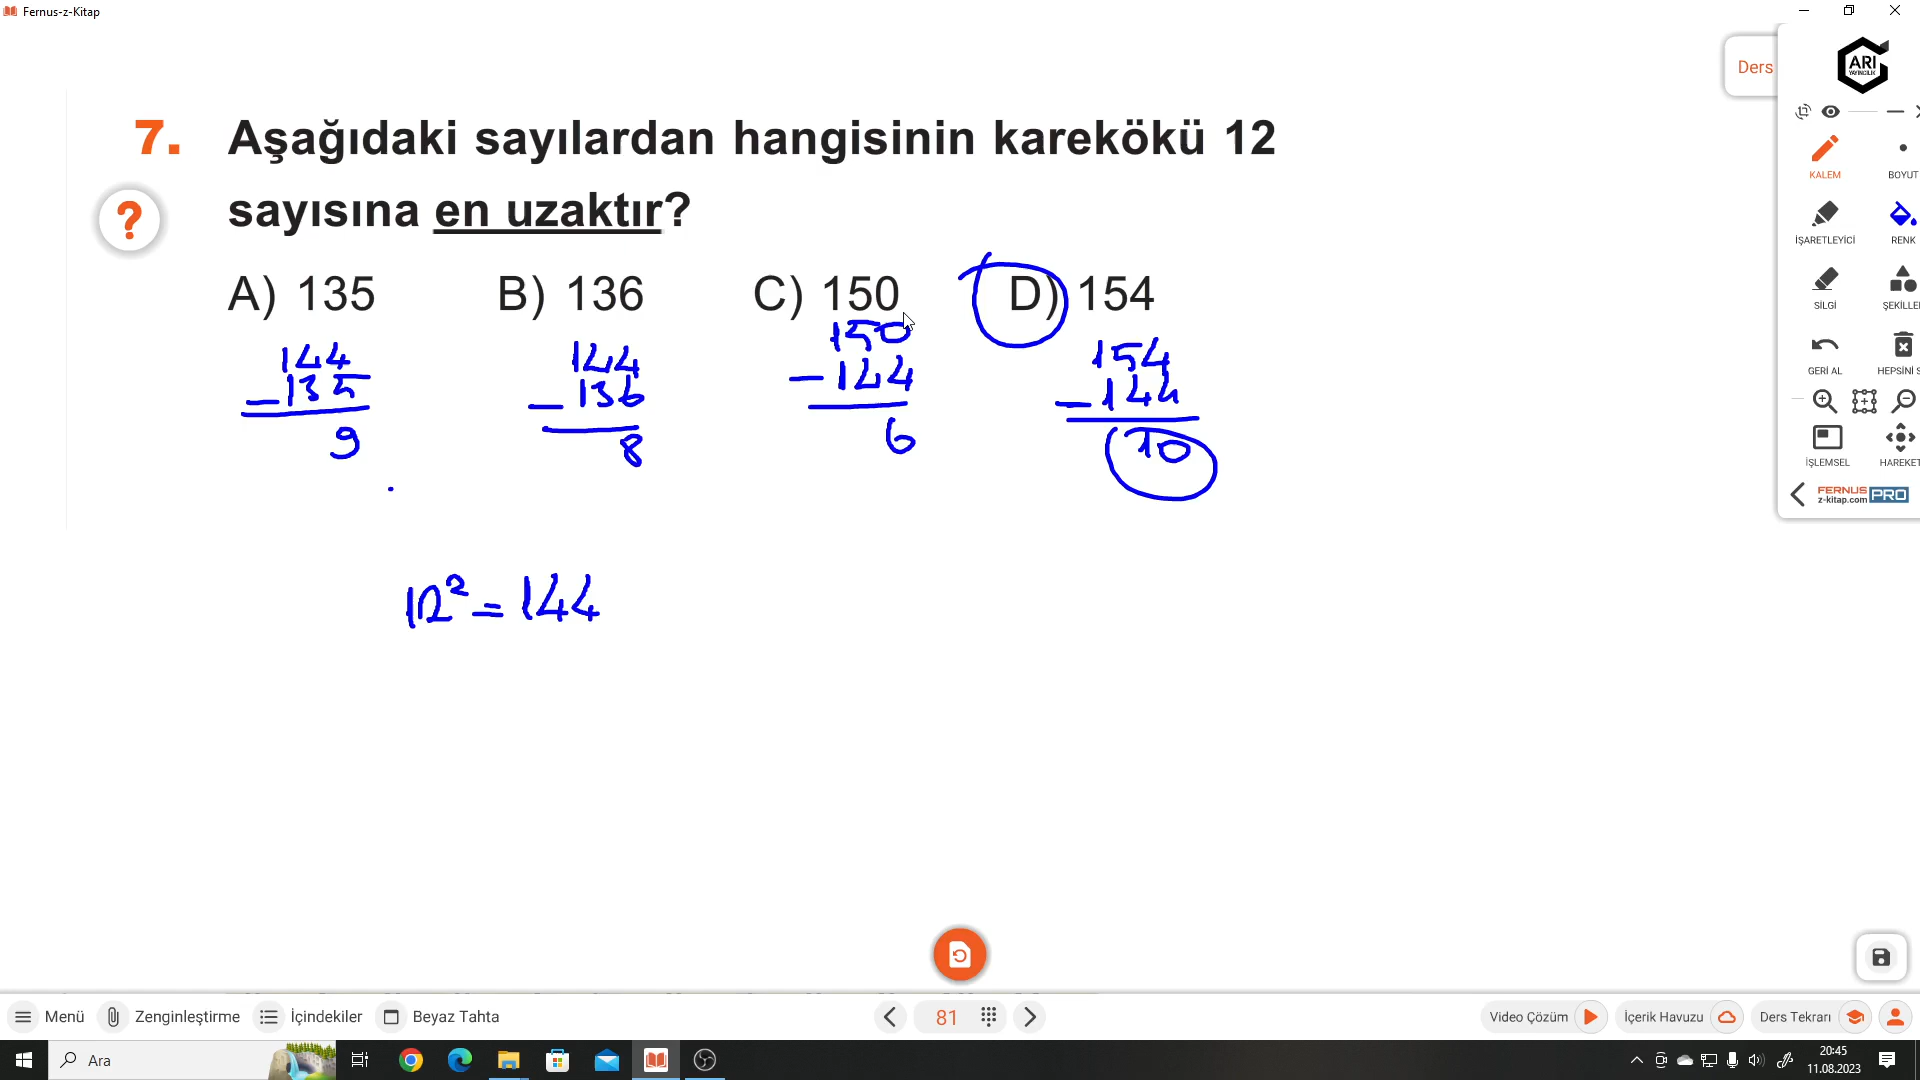 Fernus-z-Kitap
Ders
ARI
YAYINCILIK
7. Aşağıdaki sayılardan hangisinin karekökü 12
sayısına en uzaktır?
?
A) 135 B) 136 C) 150 D) 154
144 144 150 154
-135 -136 -144 -144
9 8 6 10
12² = 144
KALEM BOYUT
İŞARETLEYİCİ RENK
SİLGİ ŞEKİLLE
GERİ AL HEPSİNİ S
İŞLEMSEL HAREKET
FERNUS PRO
z-kitap.com
Menü Zenginleştirme İçindekiler Beyaz Tahta 81 Video Çözüm İçerik Havuzu Ders Tekrarı
Ara
20:45
11.08.2023